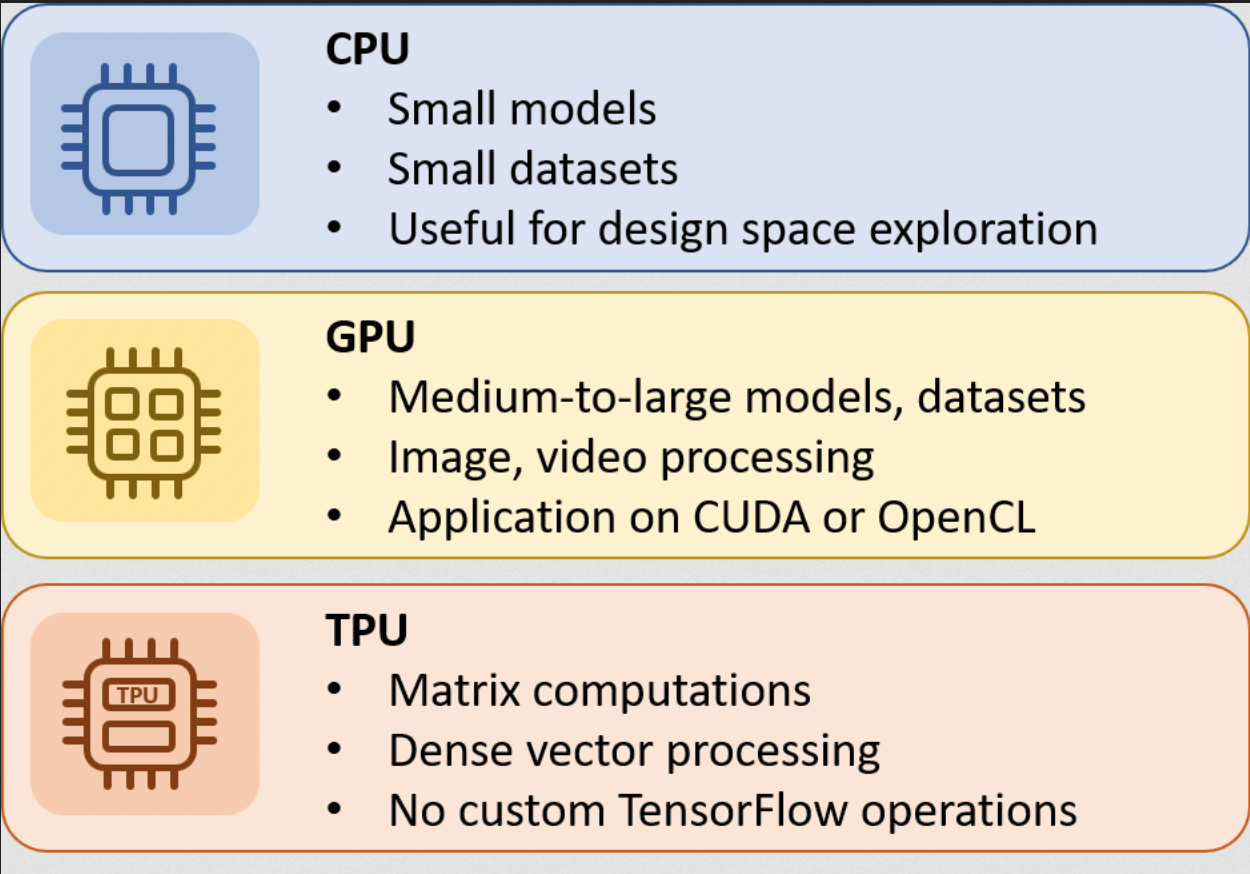 CPU
• Small models
• Small datasets
• Useful for design space exploration
GPU
• Medium-to-large models, datasets
• Image, video processing
• Application on CUDA or OpenCL
TPU
TPU
• Matrix computations
• Dense vector processing
• No custom TensorFlow operations